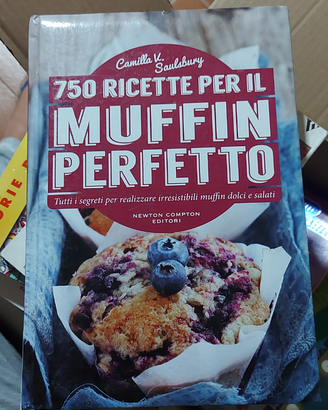 Camilla V.
Saulsbury
750 RICETTE PER IL
MUFFIN
PERFETTO
Tutti i segreti per realizzare irresistibili muffin dolci e salati
NEWTON COMPTON
EDITORI